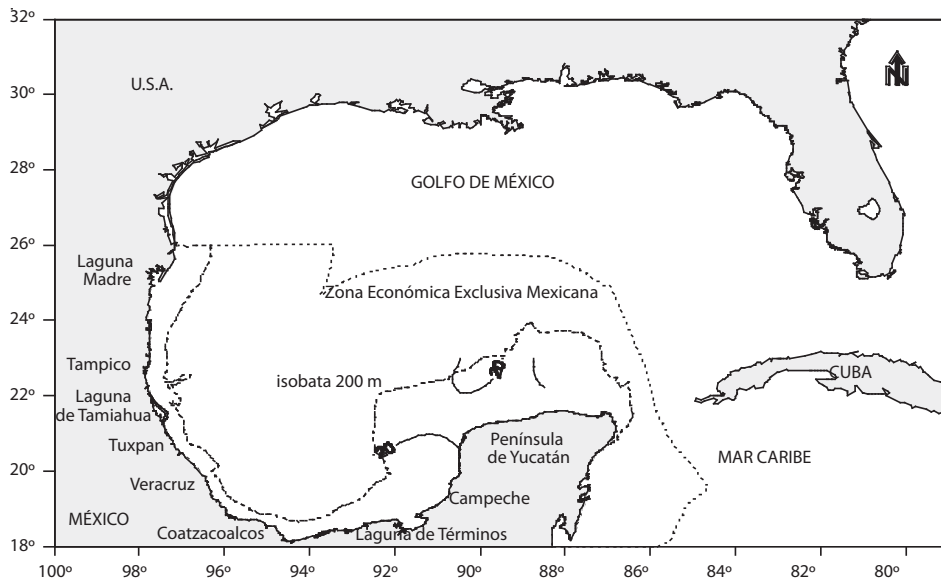 32º
30º
28º
26º
24º
22º
20º
18º
U.S.A.
N
GOLFO DE MÉXICO
Laguna
Madre
Zona Económica Exclusiva Mexicana
Tampico
isobata 200 m
CUBA
Laguna
de Tamiahua
Tuxpan
Península
de Yucatán
MAR CARIBE
Veracruz
Campeche
MÉXICO
Coatzacoalcos
Laguna de Términos
100º
98º
96º
94º
92º
90º
88º
86º
84º
82º
80º